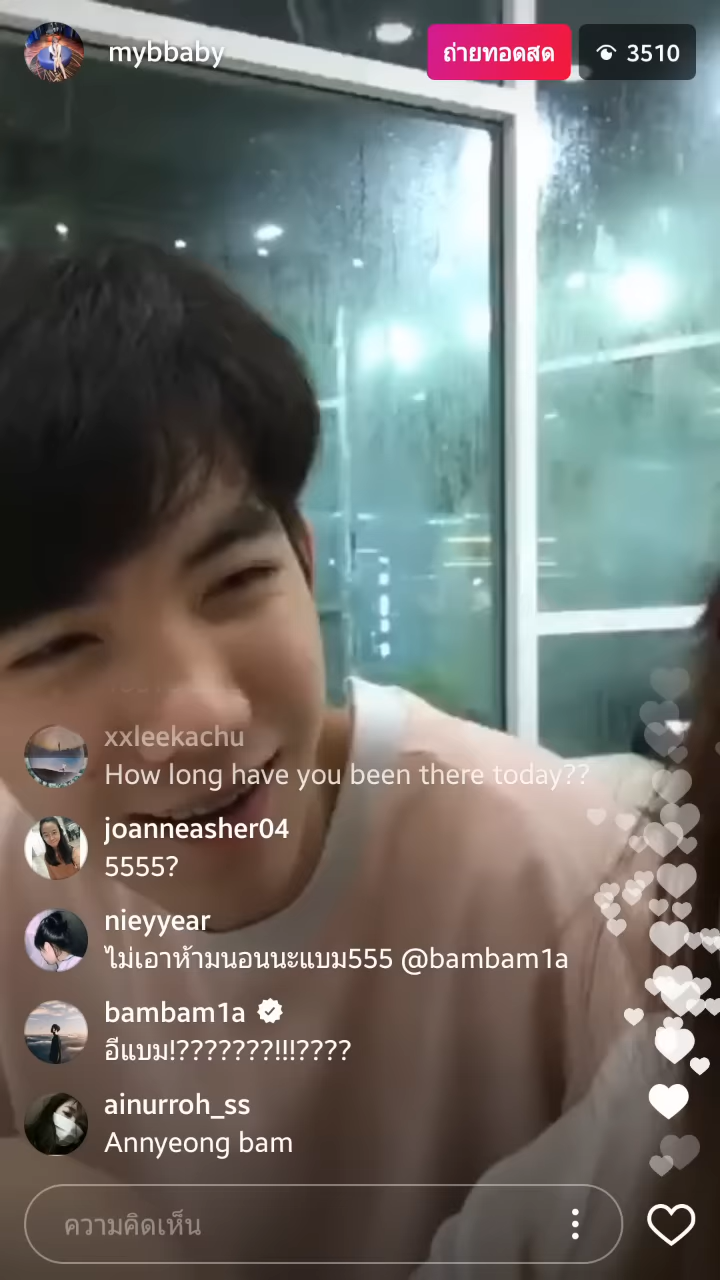 mybbaby
ถ่ายทอดสด
3510
xxleekachu
How long have you been there today??
joanneasher04
5555?
nieyyear
ไม่เอาห้ามนอนนะแบม555 @bambam1a
bambam1a
อีแบม!???????!!!????
ainurroh_ss
Annyeong bam
ความคิดเห็น